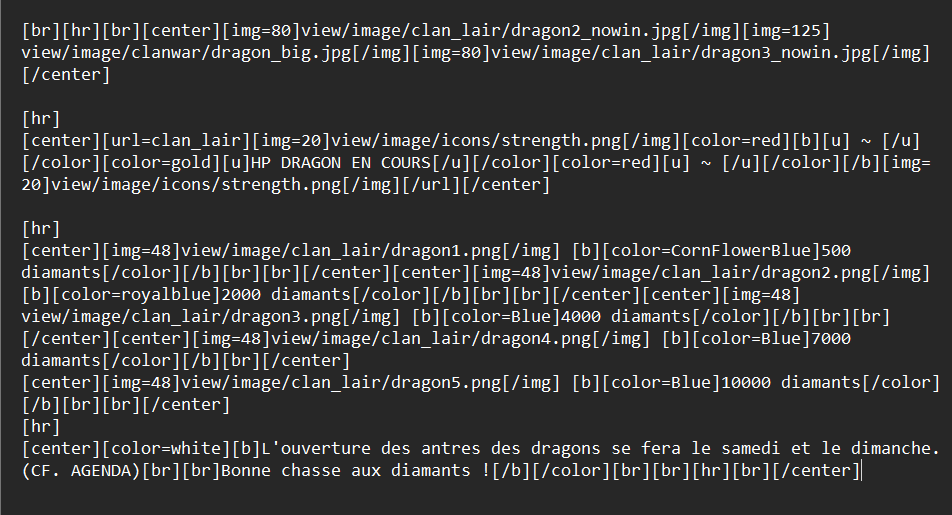 [br][hr][br][center][img=80]view/image/clan_lair/dragon2_nowin.jpg[/img][img=125]
view/image/clanwar/dragon_big.jpg[/img][img=80]view/image/clan_lair/dragon3_nowin.jpg[/img]
[/center]
[hr]
[center][url=clan_lair][img=20]view/image/icons/strength.png[/img][color=red][b][u] ~ [/u]
[/color][color=gold][u]HP DRAGON EN COURS[/u][/color][color=red][u] ~ [/u][/color][/b][img=
20]view/image/icons/strength.png[/img][/url][/center]
[hr]
[center][img=48]view/image/clan_lair/dragon1.png[/img] [b][color=CornFlowerBlue]500
diamants[/color][/b][br][br][/center][center][img=48]view/image/clan_lair/dragon2.png[/img]
[b][color=royalblue]2000 diamants[/color][/b][br][br][/center][center][img=48]
view/image/clan_lair/dragon3.png[/img] [b][color=Blue]4000 diamants[/color][/b][br][br]
[/center][center][img=48]view/image/clan_lair/dragon4.png[/img] [b][color=Blue]7000
diamants[/color][/b][br][/center]
[center][img=48]view/image/clan_lair/dragon5.png[/img] [b][color=Blue]10000 diamants[/color]
[/b][br][br][/center]
[hr]
[center][color=white][b]L'ouverture des antres des dragons se fera le samedi et le dimanche.
(CF. AGENDA)[br][br]Bonne chasse aux diamants ![/b][/color][br][br][hr][br][/center]